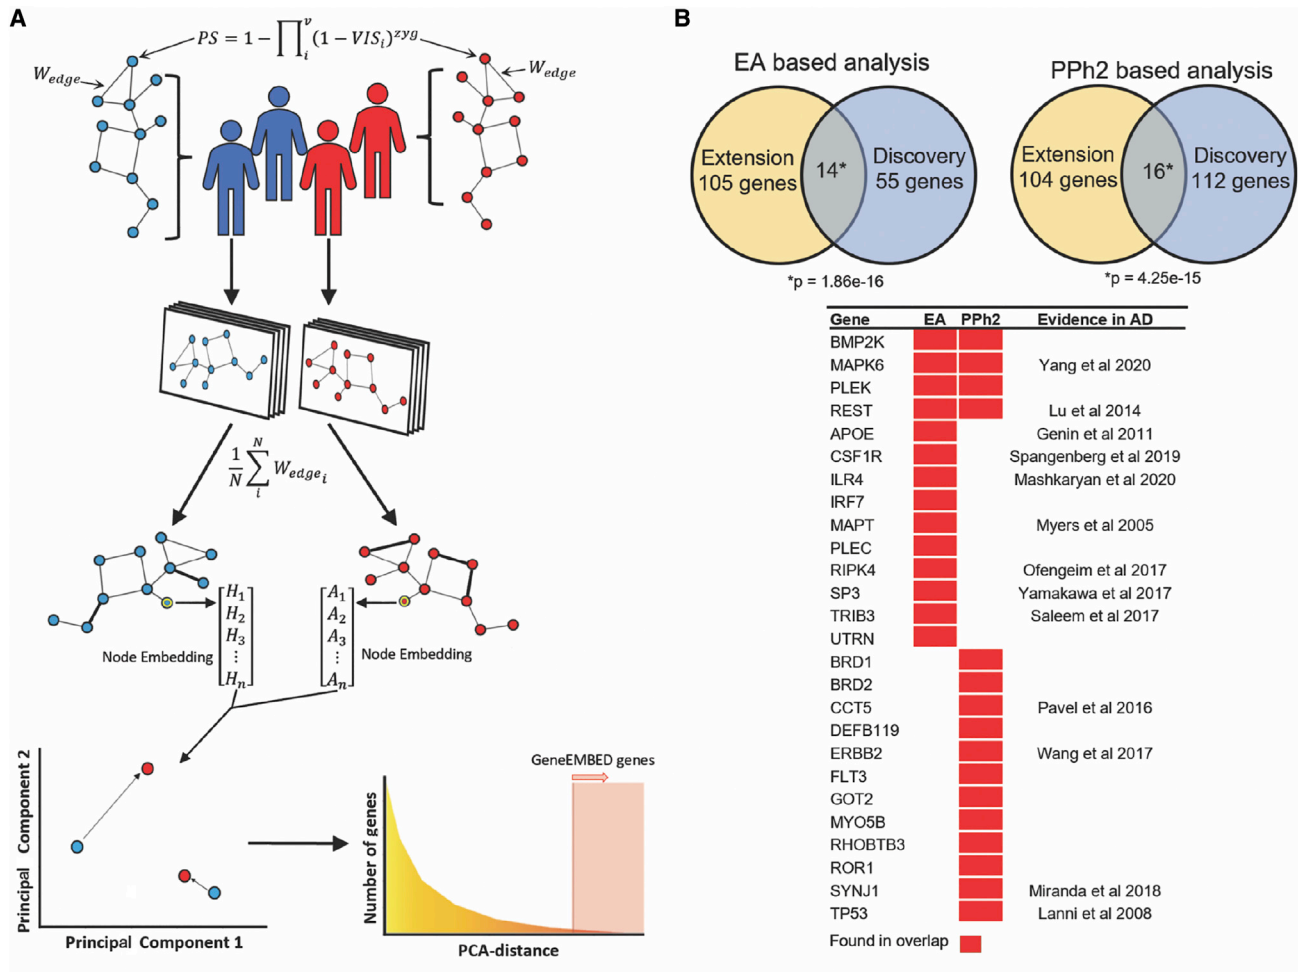 A
PS = 1 − ∏ᵢᵛ (1 − VISᵢ)ᶻʸᵍ
W_edge
W_edge
1/N ∑ᵢᴺ W_edgeᵢ
H₁
H₂
H₃
⋮
Hₙ
Node Embedding
A₁
A₂
A₃
⋮
Aₙ
Node Embedding
Principal Component 2
Principal Component 1
GeneEMBED genes
Number of genes
PCA-distance
B
EA based analysis
Extension
105 genes
14*
Discovery
55 genes
*p = 1.86e-16
PPh2 based analysis
Extension
104 genes
16*
Discovery
112 genes
*p = 4.25e-15
Gene EA PPh2 Evidence in AD
BMP2K
MAPK6 Yang et al 2020
PLEK
REST Lu et al 2014
APOE Genin et al 2011
CSF1R Spangenberg et al 2019
ILR4 Mashkaryan et al 2020
IRF7
MAPT Myers et al 2005
PLEC
RIPK4 Ofengeim et al 2017
SP3 Yamakawa et al 2017
TRIB3 Saleem et al 2017
UTRN
BRD1
BRD2
CCT5 Pavel et al 2016
DEFB119
ERBB2 Wang et al 2017
FLT3
GOT2
MYO5B
RHOBTB3
ROR1
SYNJ1 Miranda et al 2018
TP53 Lanni et al 2008
Found in overlap